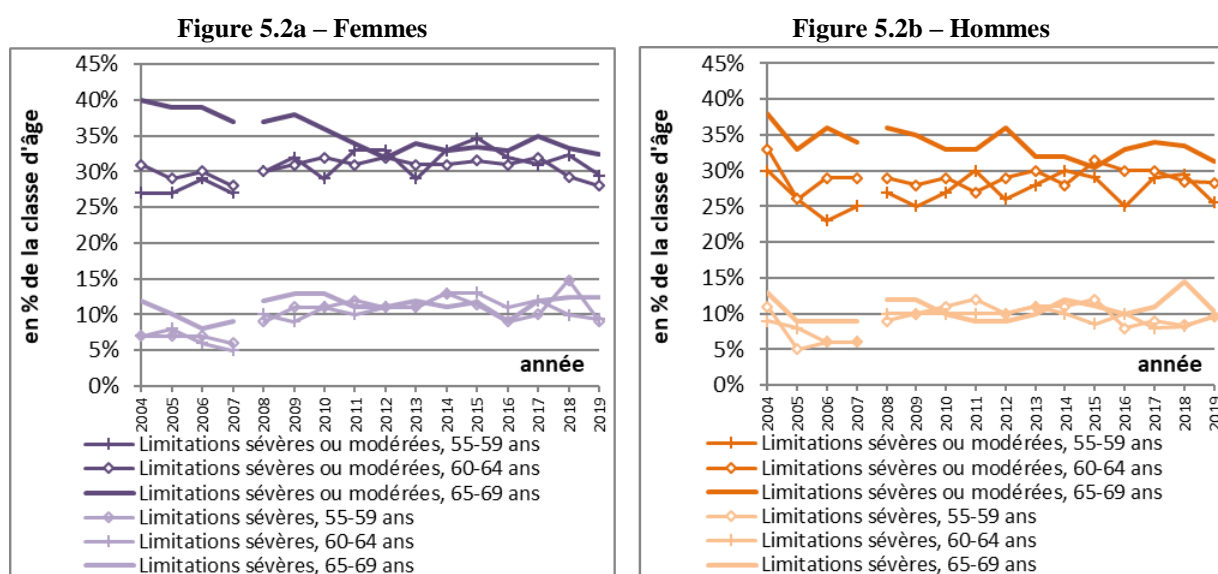 Figure 5.2a – Femmes
en % de la classe d'âge
45%
40%
35%
30%
25%
20%
15%
10%
5%
0%
année
2004
2005
2006
2007
2008
2009
2010
2011
2012
2013
2014
2015
2016
2017
2018
2019
Limitations sévères ou modérées, 55-59 ans
Limitations sévères ou modérées, 60-64 ans
Limitations sévères ou modérées, 65-69 ans
Limitations sévères, 55-59 ans
Limitations sévères, 60-64 ans
Limitations sévères, 65-69 ans
Figure 5.2b – Hommes
en % de la classe d'âge
45%
40%
35%
30%
25%
20%
15%
10%
5%
0%
année
2004
2005
2006
2007
2008
2009
2010
2011
2012
2013
2014
2015
2016
2017
2018
2019
Limitations sévères ou modérées, 55-59 ans
Limitations sévères ou modérées, 60-64 ans
Limitations sévères ou modérées, 65-69 ans
Limitations sévères, 55-59 ans
Limitations sévères, 60-64 ans
Limitations sévères, 65-69 ans